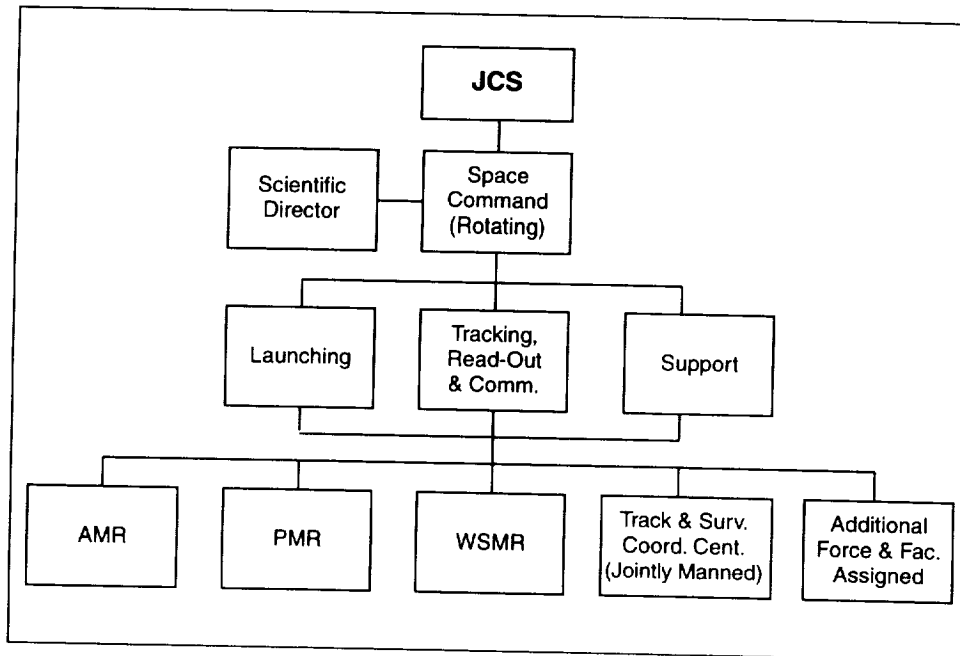 JCS
Scientific
Director
Space
Command
(Rotating)
Launching
Tracking,
Read-Out
& Comm.
Support
AMR
PMR
WSMR
Track & Surv.
Coord. Cent.
(Jointly Manned)
Additional
Force & Fac.
Assigned